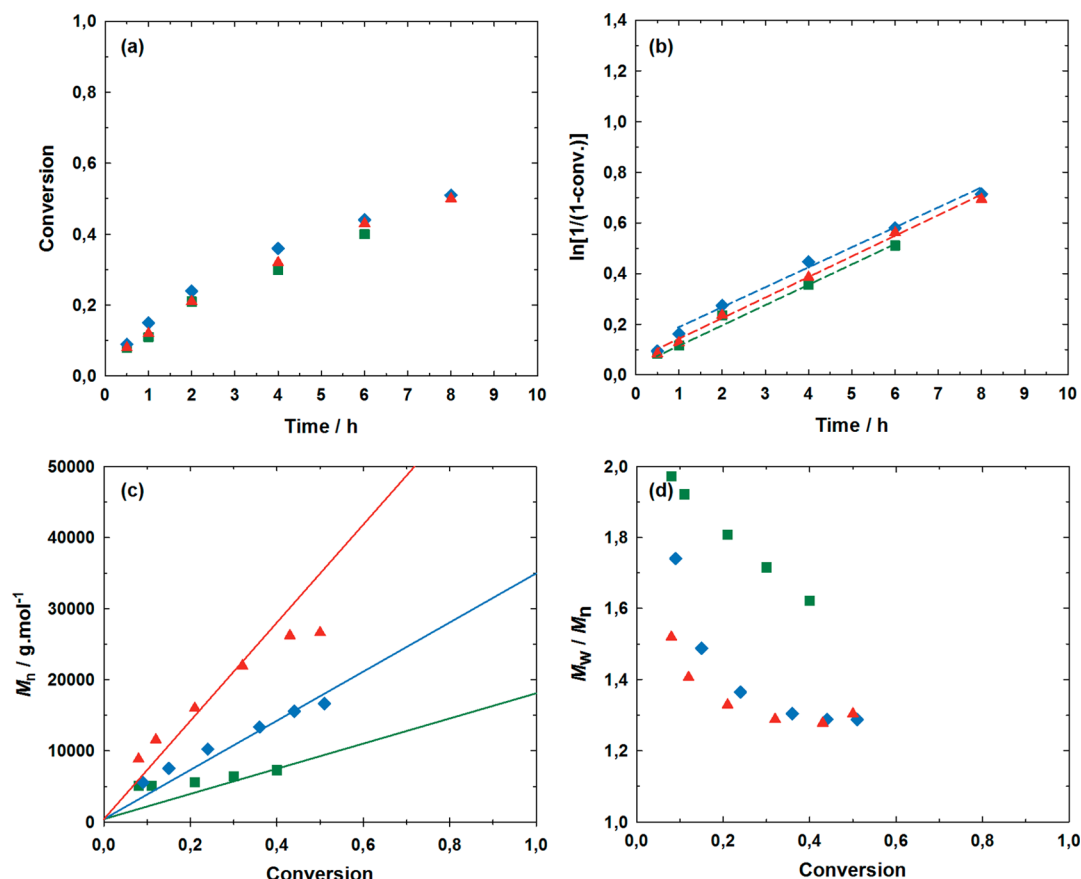 (a)
Conversion
1,0
0,8
0,6
0,4
0,2
0,0
0 1 2 3 4 5 6 7 8 9 10
Time / h
(b)
ln[1/(1-conv.)]
1,4
1,2
1,0
0,8
0,6
0,4
0,2
0,0
0 1 2 3 4 5 6 7 8 9 10
Time / h
(c)
Mn / g.mol-1
50000
40000
30000
20000
10000
0
0,0 0,2 0,4 0,6 0,8 1,0
Conversion
(d)
Mw / Mn
2,0
1,8
1,6
1,4
1,2
1,0
0,0 0,2 0,4 0,6 0,8 1,0
Conversion